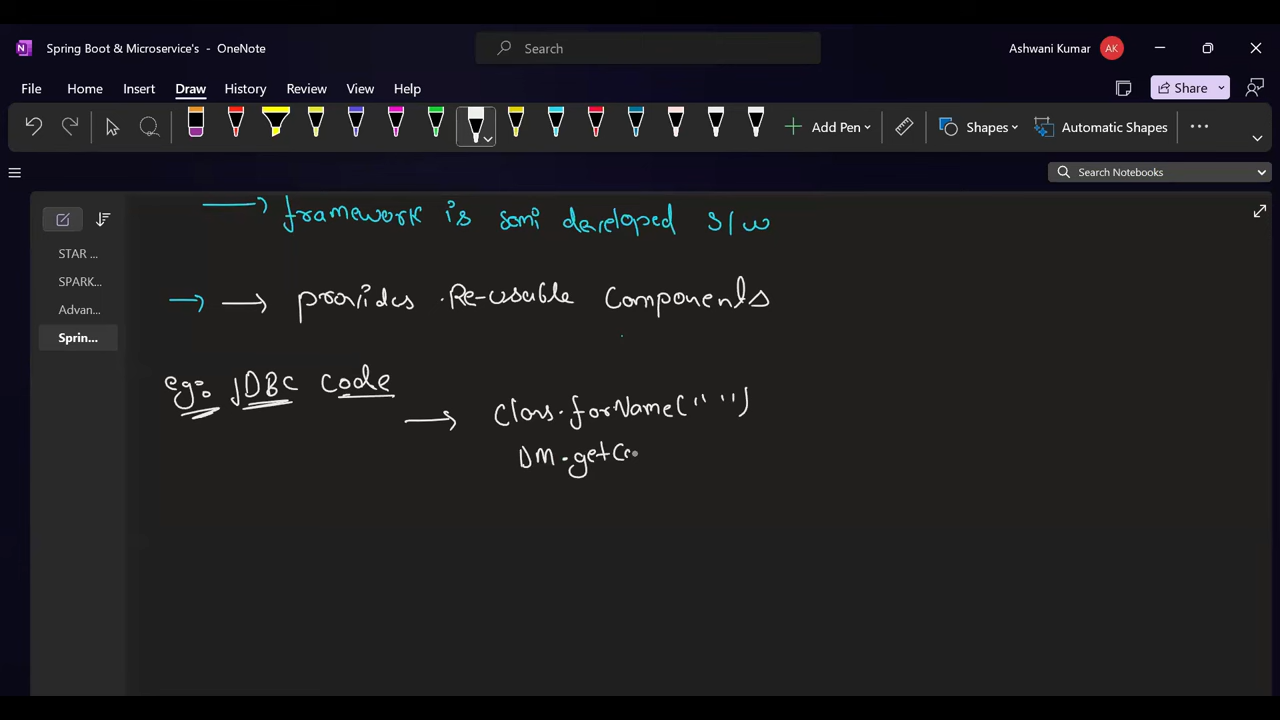 Spring Boot & Microservice's - OneNote
Search
Ashwani Kumar AK
File Home Insert Draw History Review View Help
Share
Add Pen
Shapes
Automatic Shapes
Search Notebooks
STAR ...
SPARK...
Advan...
Sprin...
framework is semi developed S/w
provides Re-usable Components
eg: JDBC code
Class.forName(" ")
DM.getCo